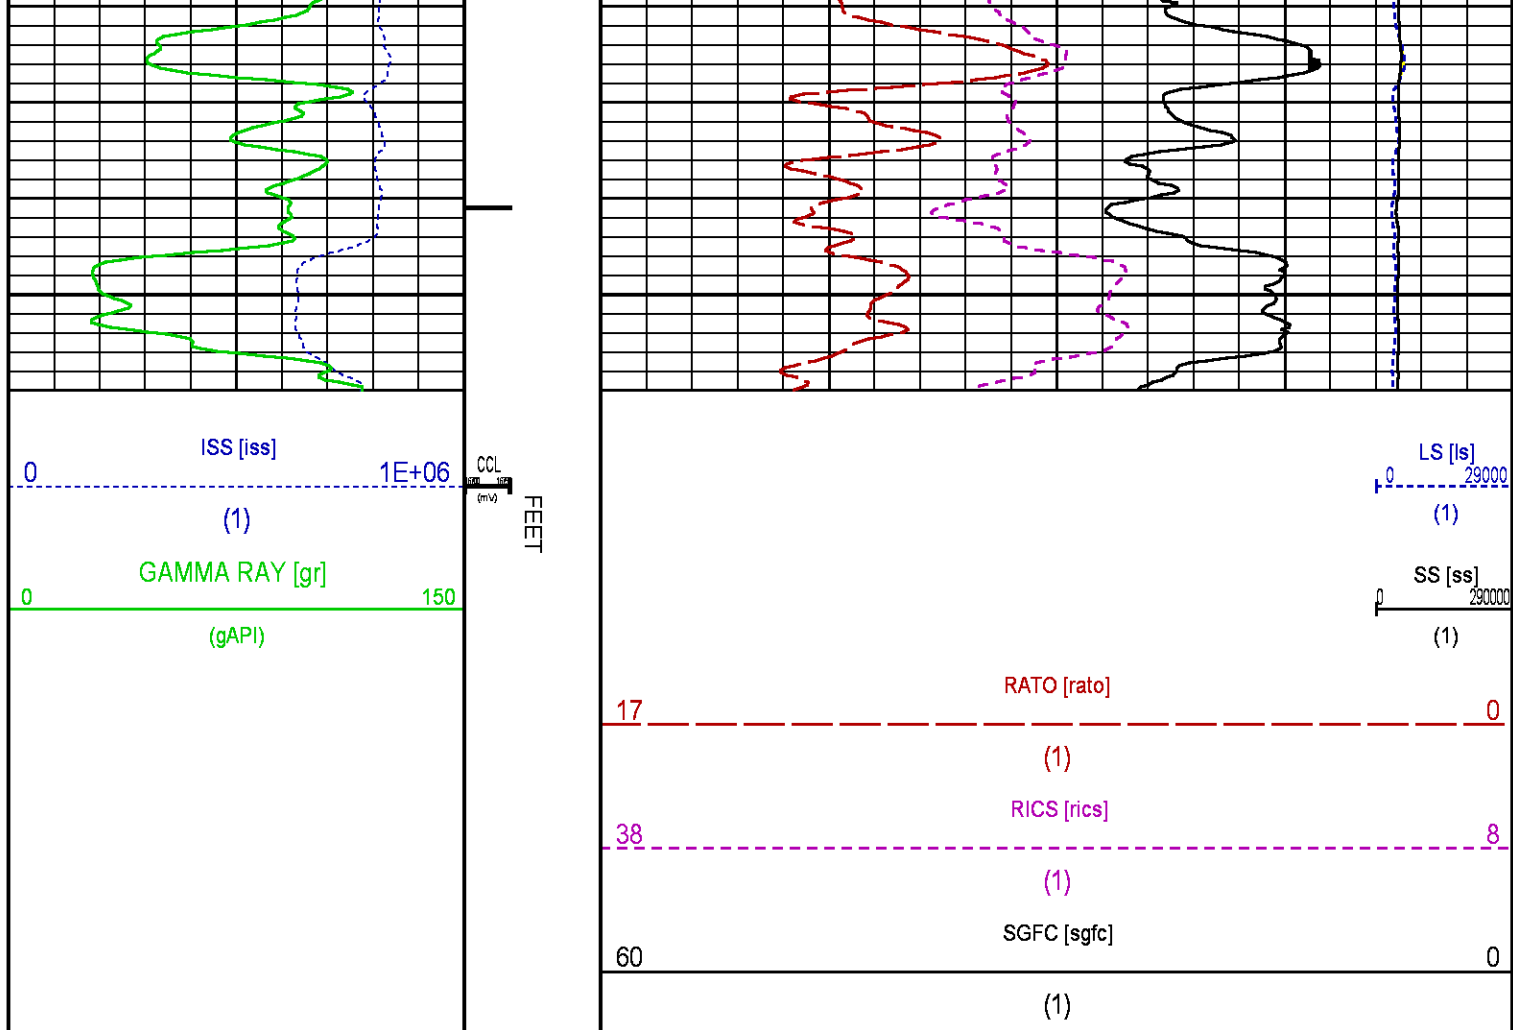 ISS [iss]
0 1E+06
(1)
GAMMA RAY [gr]
0 150
(gAPI)
CCL
(mV)
FEET
LS [ls]
0 29000
(1)
SS [ss]
0 290000
(1)
RATO [rato]
17 0
(1)
RICS [rics]
38 8
(1)
SGFC [sgfc]
60 0
(1)